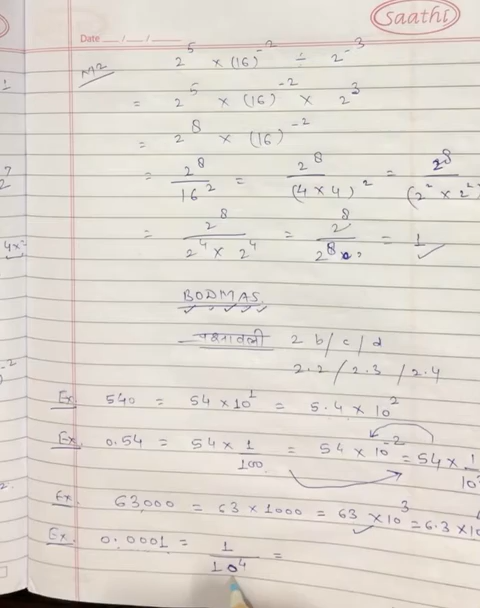 saathi
Date __/__/__
M2 2^5 × (16)^-2 ÷ 2^-3
= 2^5 × (16)^-2 × 2^3
= 2^8 × (16)^-2
= 2^8/16^2 = 2^8/(4×4)^2 = 2^8/(2^2 × 2^2
= 2^8/2^4 × 2^4 = 2^8/2^8 = 1
BODMAS
2 b/c/d
2.2/2.3/2.4
Ex. 540 = 54×10^1 = 5.4 × 10^2
Ex. 0.54 = 54 × 1/100 = 54 × 10^-2 = 54 × 1/10
Ex. 63000 = 63 × 1000 = 63 × 10^3 = 6.3 × 10
Ex. 0.0001 = 1/10^4 =